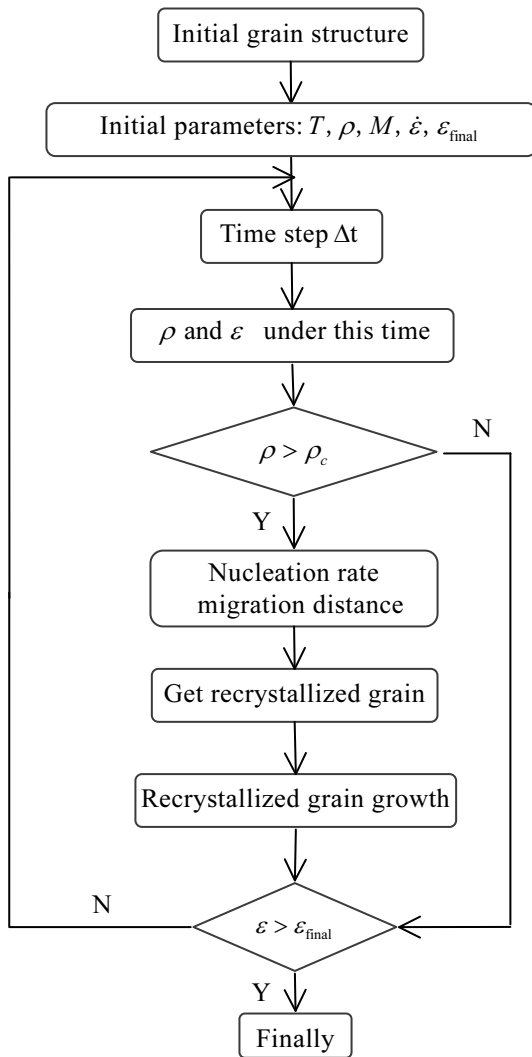 Initial grain structure
Initial parameters: T, ρ, M, ε̇, ε_final
Time step Δt
ρ and ε under this time
ρ > ρ_c
N
Y
Nucleation rate
migration distance
Get recrystallized grain
Recrystallized grain growth
N
ε > ε_final
Y
Finally